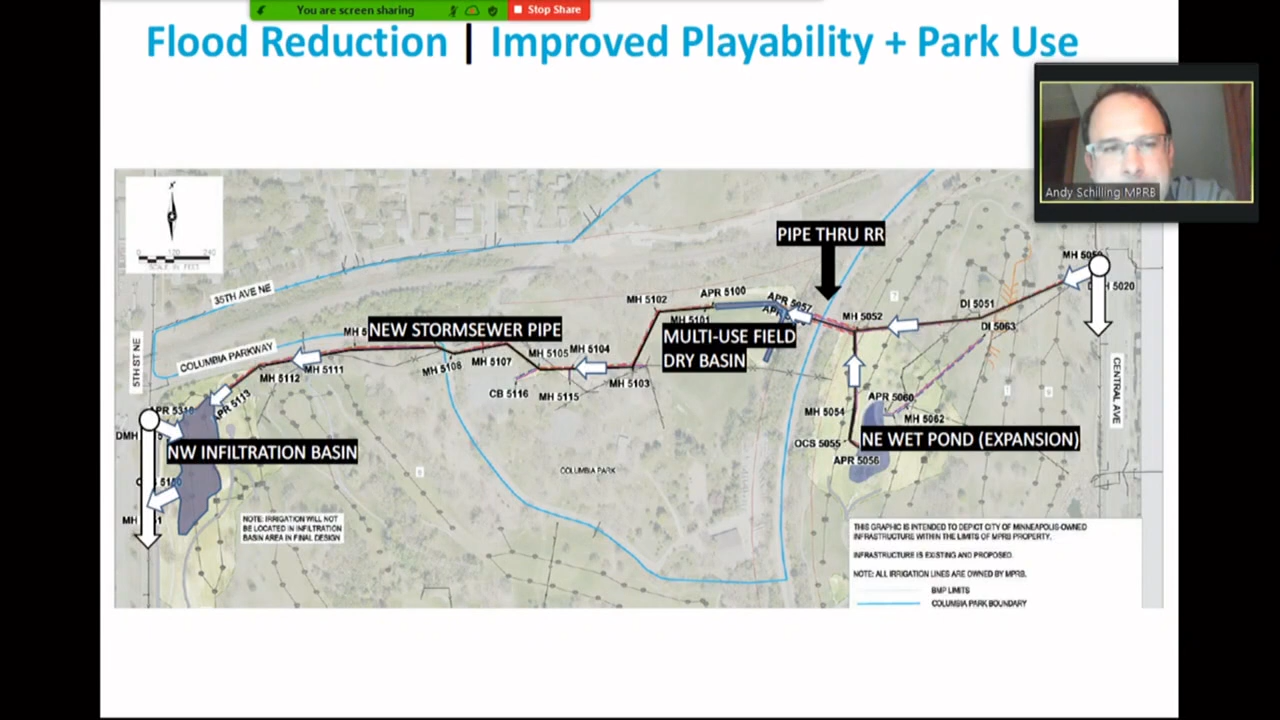 You are screen sharing
Stop Share
Flood Reduction | Improved Playability + Park Use
Andy Schilling MPRB
PIPE THRU RR
35TH AVE NE
COLUMBIA PARKWAY
5TH ST NE
SCALE IN FEET
NEW STORMSEWER PIPE
MH 5102
APR 5100
APR 5057
MH 5101
MH 5052
DI 5051
DI 5063
MULTI-USE FIELD
DRY BASIN
MH 5105
MH 5104
MH 5103
MH 5106
MH 5107
CB 5116
MH 5115
MH 5111
MH 5112
APR 5113
NW INFILTRATION BASIN
COLUMBIA PARK
CENTRAL AVE
MH 5054
APR 5060
MH 5062
OCS 5055
APR 5056
NE WET POND (EXPANSION)
NOTE: IRRIGATION WILL NOT
BE LOCATED IN INFILTRATION
BASIN AREA IN FINAL DESIGN
THIS GRAPHIC IS INTENDED TO DEPICT CITY OF MINNEAPOLIS-OWNED
INFRASTRUCTURE WITHIN THE LIMITS OF MPRB PROPERTY.
INFRASTRUCTURE IS EXISTING AND PROPOSED.
NOTE: ALL IRRIGATION LINES ARE OWNED BY MPRB.
BMP LIMITS
COLUMBIA PARK BOUNDARY